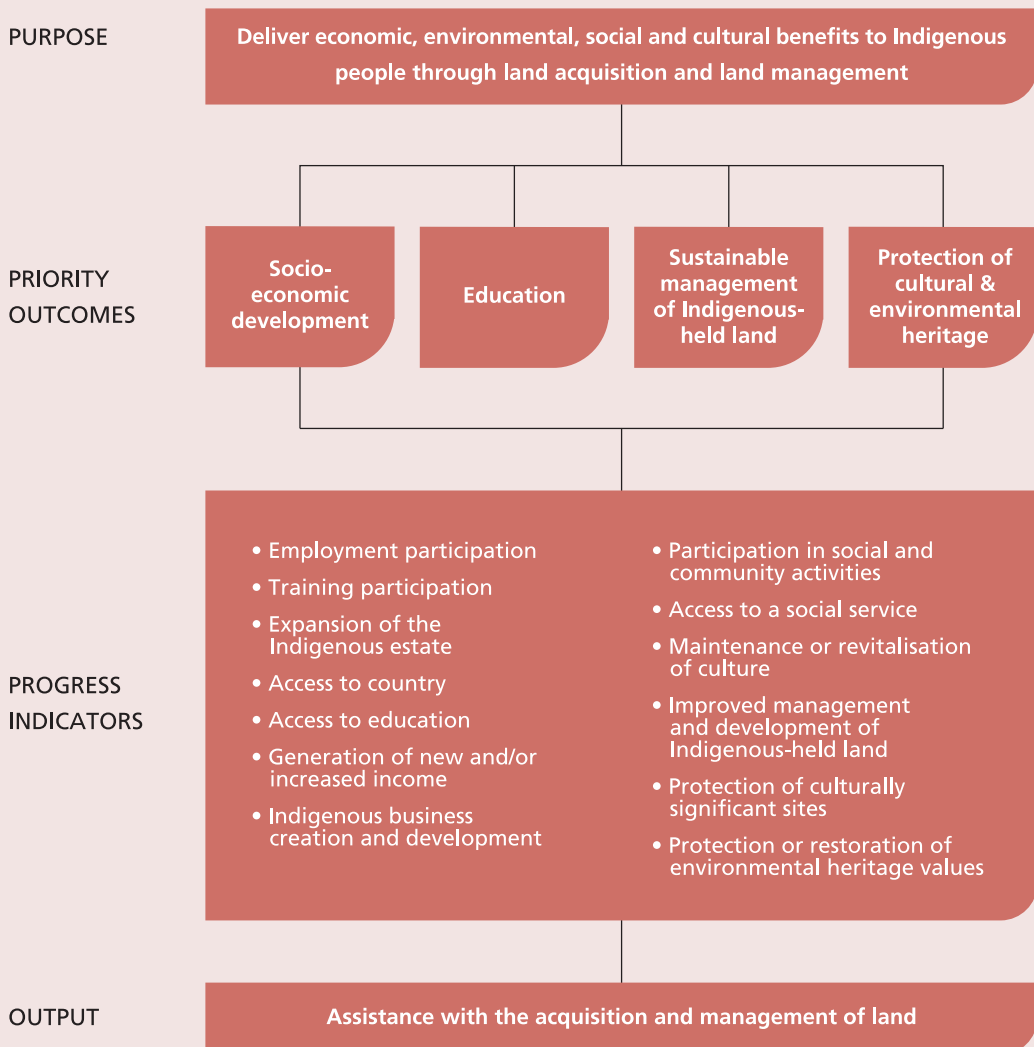 PURPOSE
Deliver economic, environmental, social and cultural benefits to Indigenous
people through land acquisition and land management
PRIORITY
OUTCOMES
Socio-
economic
development
Education
Sustainable
management
of Indigenous-
held land
Protection of
cultural &
environmental
heritage
PROGRESS
INDICATORS
• Employment participation
• Training participation
• Expansion of the
Indigenous estate
• Access to country
• Access to education
• Generation of new and/or
increased income
• Indigenous business
creation and development
• Participation in social and
community activities
• Access to a social service
• Maintenance or revitalisation
of culture
• Improved management
and development of
Indigenous-held land
• Protection of culturally
significant sites
• Protection or restoration of
environmental heritage values
OUTPUT
Assistance with the acquisition and management of land